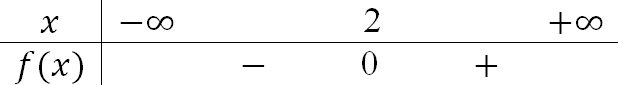 x −∞ 2 +∞
f(x) − 0 +